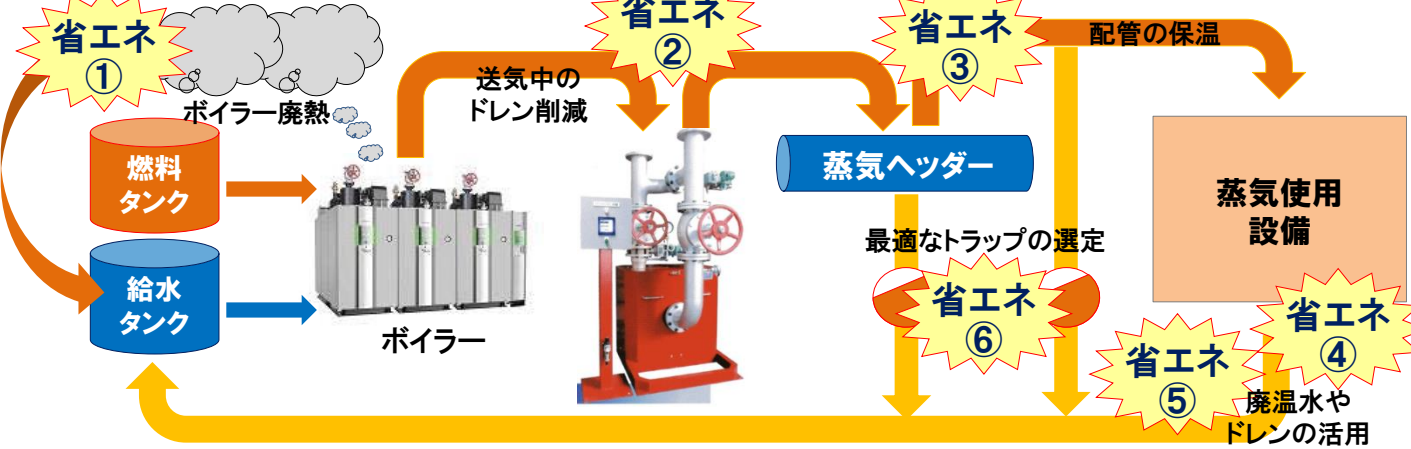 省エネ
①
ボイラー廃熱
燃料
タンク
給水
タンク
ボイラー
送気中の
ドレン削減
省エネ
②
省エネ
③
配管の保温
蒸気ヘッダー
最適なトラップの選定
省エネ
⑥
蒸気使用
設備
省エネ
④
省エネ
⑤
廃温水や
ドレンの活用